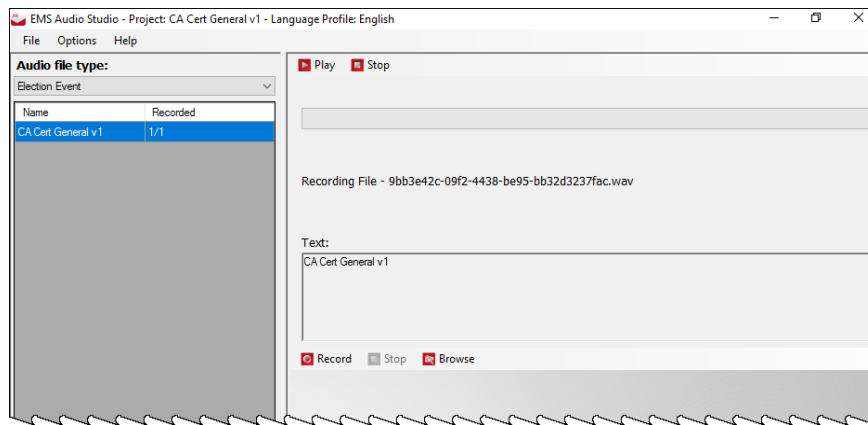 EMS Audio Studio - Project: CA Cert General v1 - Language Profile: English
File Options Help
Audio file type:
Election Event
Name Recorded
CA Cert General v1 1/1
Play Stop
Recording File - 9bb3e42c-09f2-4438-be95-bb32d3237fac.wav
Text:
CA Cert General v1
Record Stop Browse